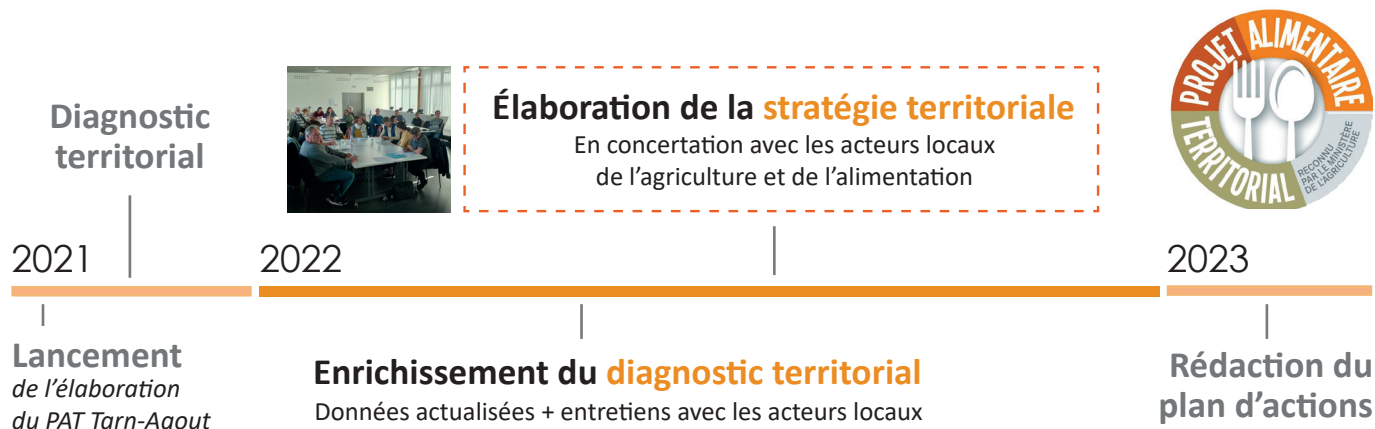 Diagnostic
territorial
Élaboration de la stratégie territoriale
En concertation avec les acteurs locaux
de l'agriculture et de l'alimentation
PROJET ALIMENTAIRE
TERRITORIAL
RECONNU
PAR LE MINISTÈRE
DE L'AGRICULTURE
2021
2022
2023
Lancement
de l'élaboration
du PAT Tarn-Agout
Enrichissement du diagnostic territorial
Données actualisées + entretiens avec les acteurs locaux
Rédaction du
plan d'actions